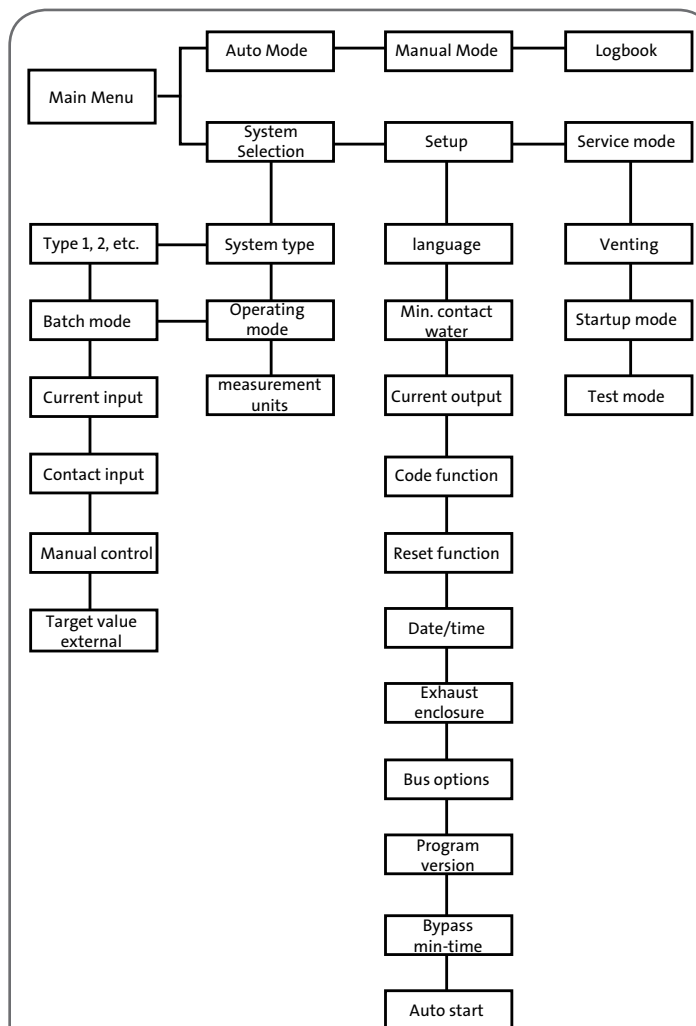 Auto Mode
Manual Mode
Logbook
Main Menu
System
Selection
Setup
Service mode
Type 1, 2, etc.
System type
language
Venting
Batch mode
Operating
mode
Min. contact
water
Startup mode
Current input
measurement
units
Current output
Test mode
Contact input
Code function
Manual control
Reset function
Target value
external
Date/time
Exhaust
enclosure
Bus options
Program
version
Bypass
min-time
Auto start